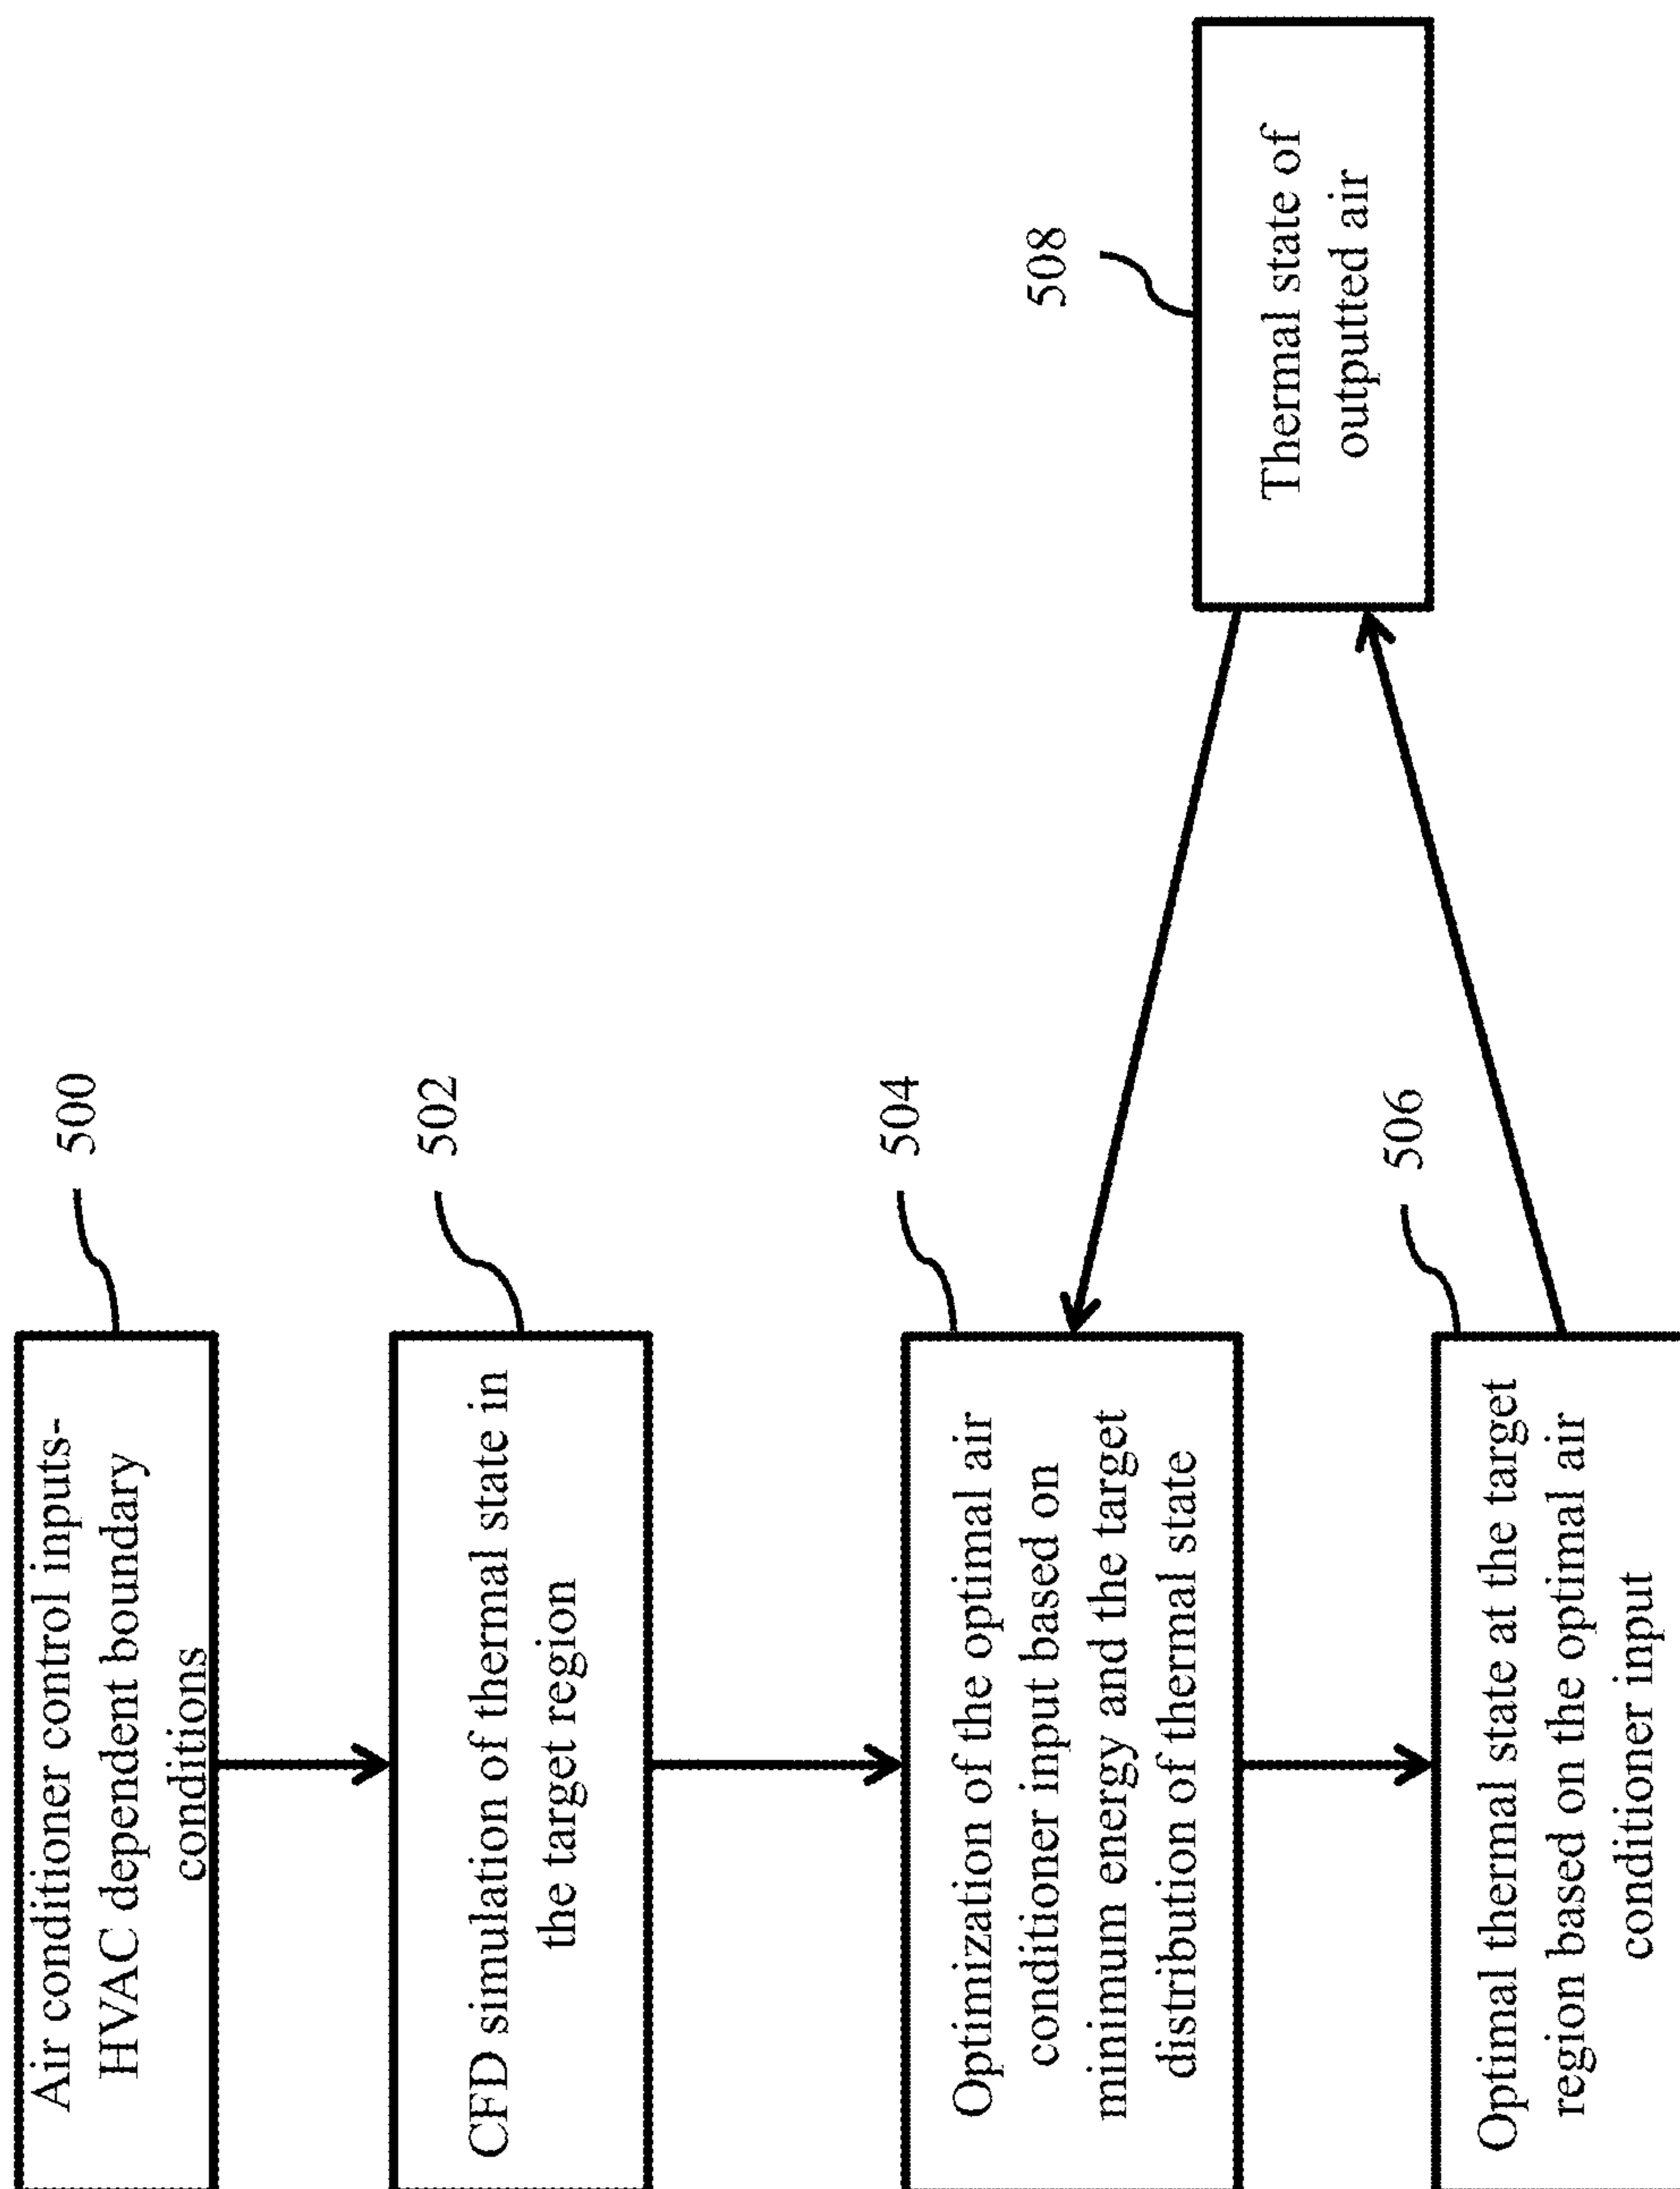 Air conditioner control inputs-
HVAC dependent boundary
conditions
500
CFD simulation of thermal state in
the target region
502
Optimization of the optimal air
conditioner input based on
minimum energy and the target
distribution of thermal state
504
Optimal thermal state at the target
region based on the optimal air
conditioner input
506
Thermal state of
outputted air
508